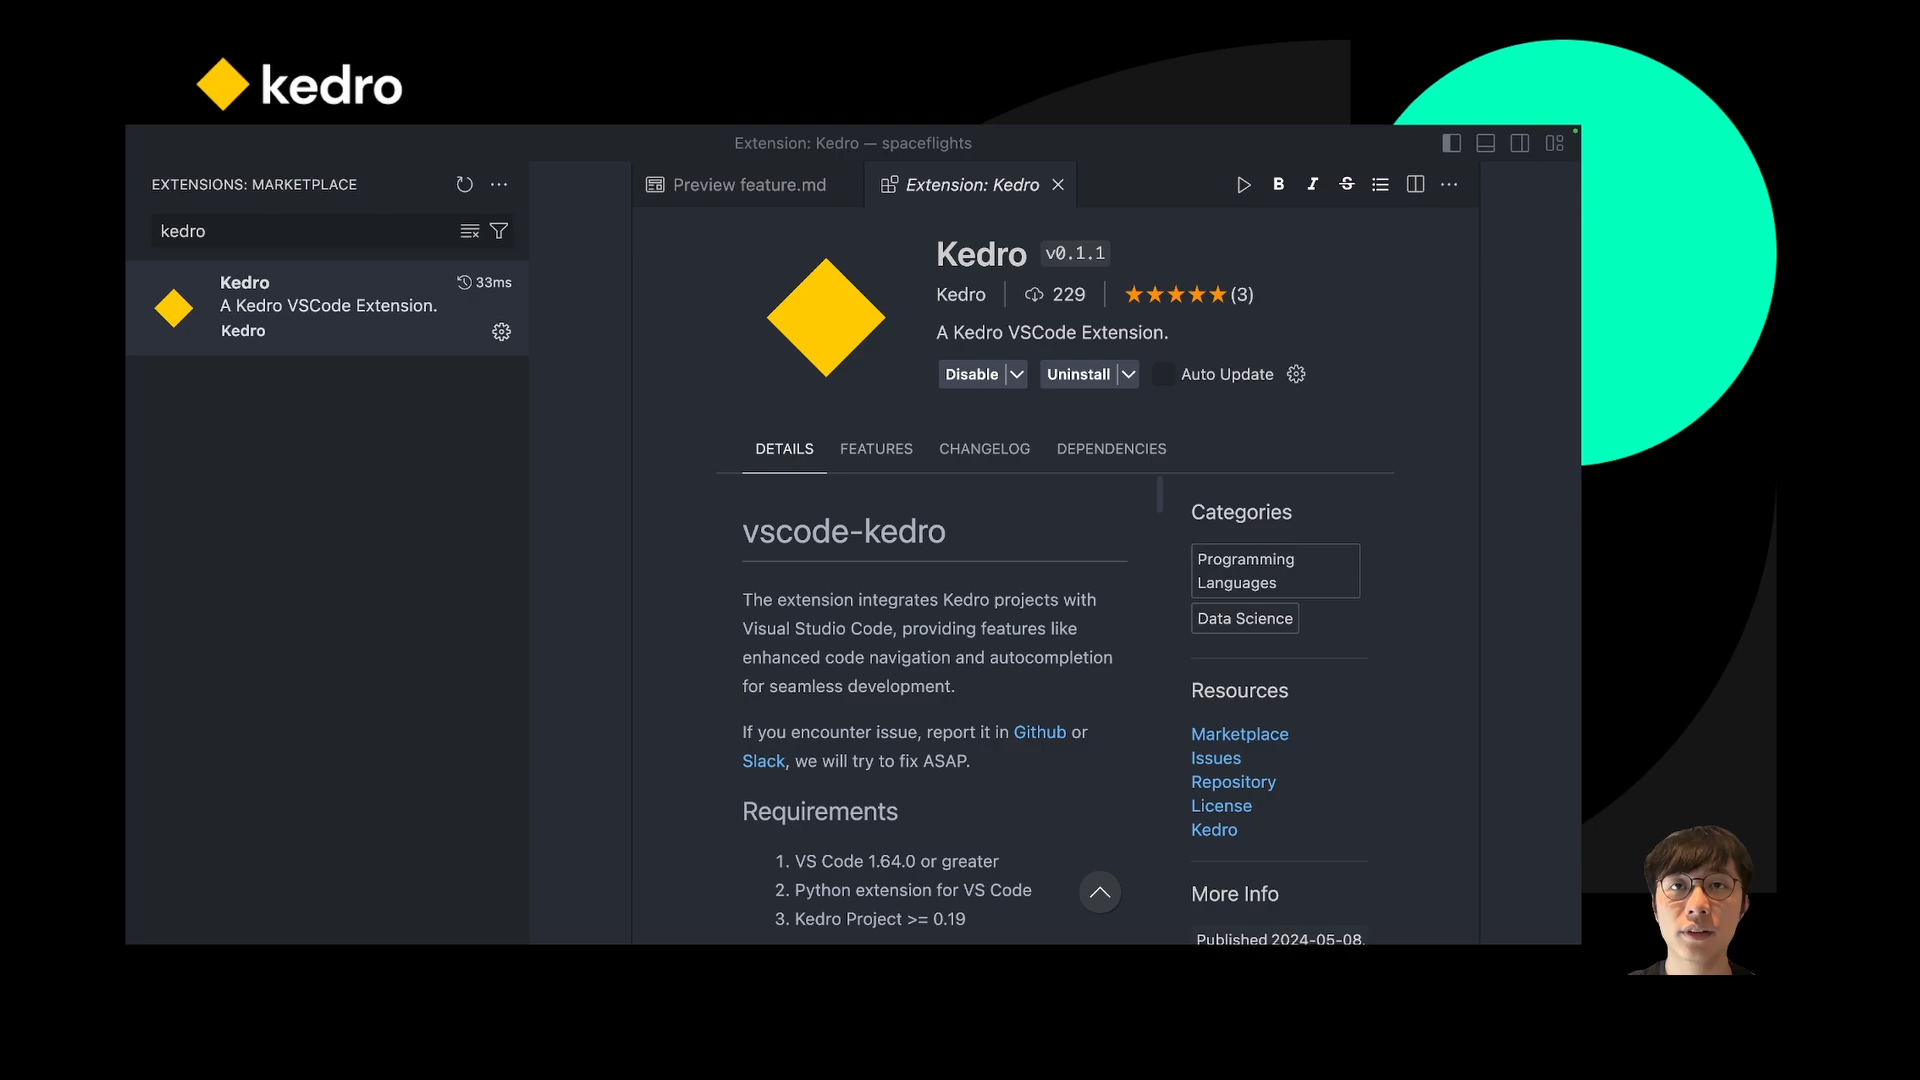 kedro
Extension: Kedro — spaceflights
EXTENSIONS: MARKETPLACE
kedro
Kedro
33ms
A Kedro VSCode Extension.
Kedro
Preview feature.md
Extension: Kedro
B I S
Kedro v0.1.1
Kedro 229 (3)
A Kedro VSCode Extension.
Disable Uninstall Auto Update
DETAILS FEATURES CHANGELOG DEPENDENCIES
vscode-kedro
The extension integrates Kedro projects with
Visual Studio Code, providing features like
enhanced code navigation and autocompletion
for seamless development.
If you encounter issue, report it in Github or
Slack, we will try to fix ASAP.
Requirements
1. VS Code 1.64.0 or greater
2. Python extension for VS Code
3. Kedro Project >= 0.19
Categories
Programming
Languages
Data Science
Resources
Marketplace
Issues
Repository
License
Kedro
More Info
Published 2024-05-08,